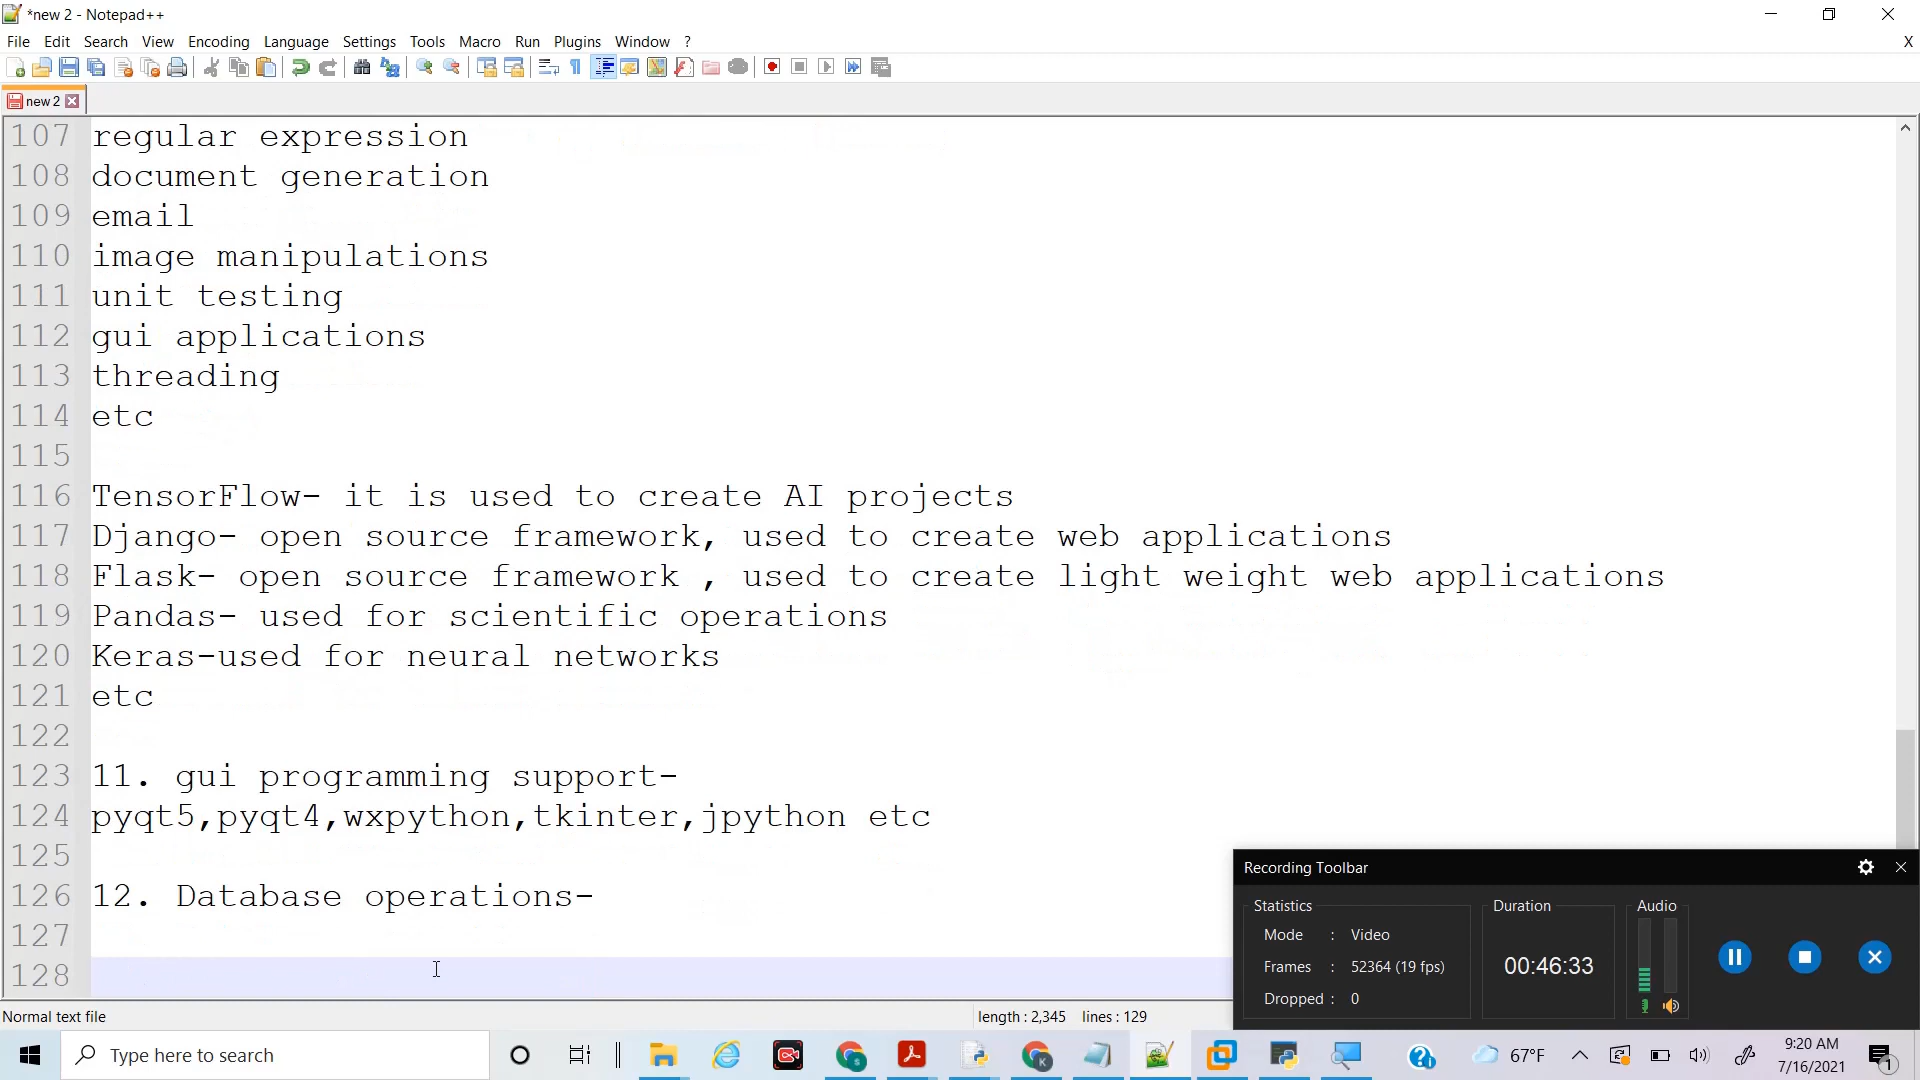 *new 2 - Notepad++
File Edit Search View Encoding Language Settings Tools Macro Run Plugins Window ? X
new 2
107 regular expression
108 document generation
109 email
110 image manipulations
111 unit testing
112 gui applications
113 threading
114 etc
115
116 TensorFlow- it is used to create AI projects
117 Django- open source framework, used to create web applications
118 Flask- open source framework , used to create light weight web applications
119 Pandas- used for scientific operations
120 Keras-used for neural networks
121 etc
122
123 11. gui programming support-
124 pyqt5,pyqt4,wxpython,tkinter,jpython etc
125
126 12. Database operations-
127
128
Recording Toolbar
Statistics Duration Audio
Mode : Video
Frames : 52364 (19 fps)
Dropped : 0
00:46:33
Normal text file length : 2,345 lines : 129
Type here to search
67°F
9:20 AM
7/16/2021
1